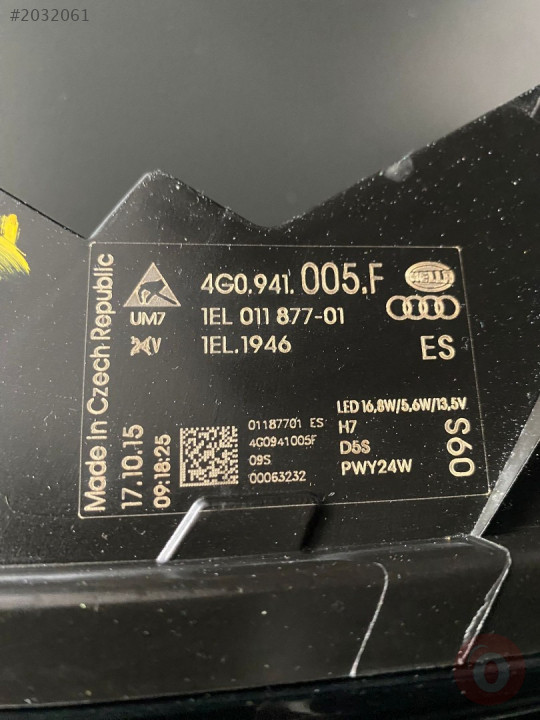 #2032061
4G0.941.005.F
HELLA
UM7
1EL 011 877-01
V
1EL.1946
ES
Made in Czech Republic
17.10.15
09:18:25
01187701 ES
4G0941005F
09S
00063232
LED 16,8W/5,6W/13,5V
H7
D5S
PWY24W
09S